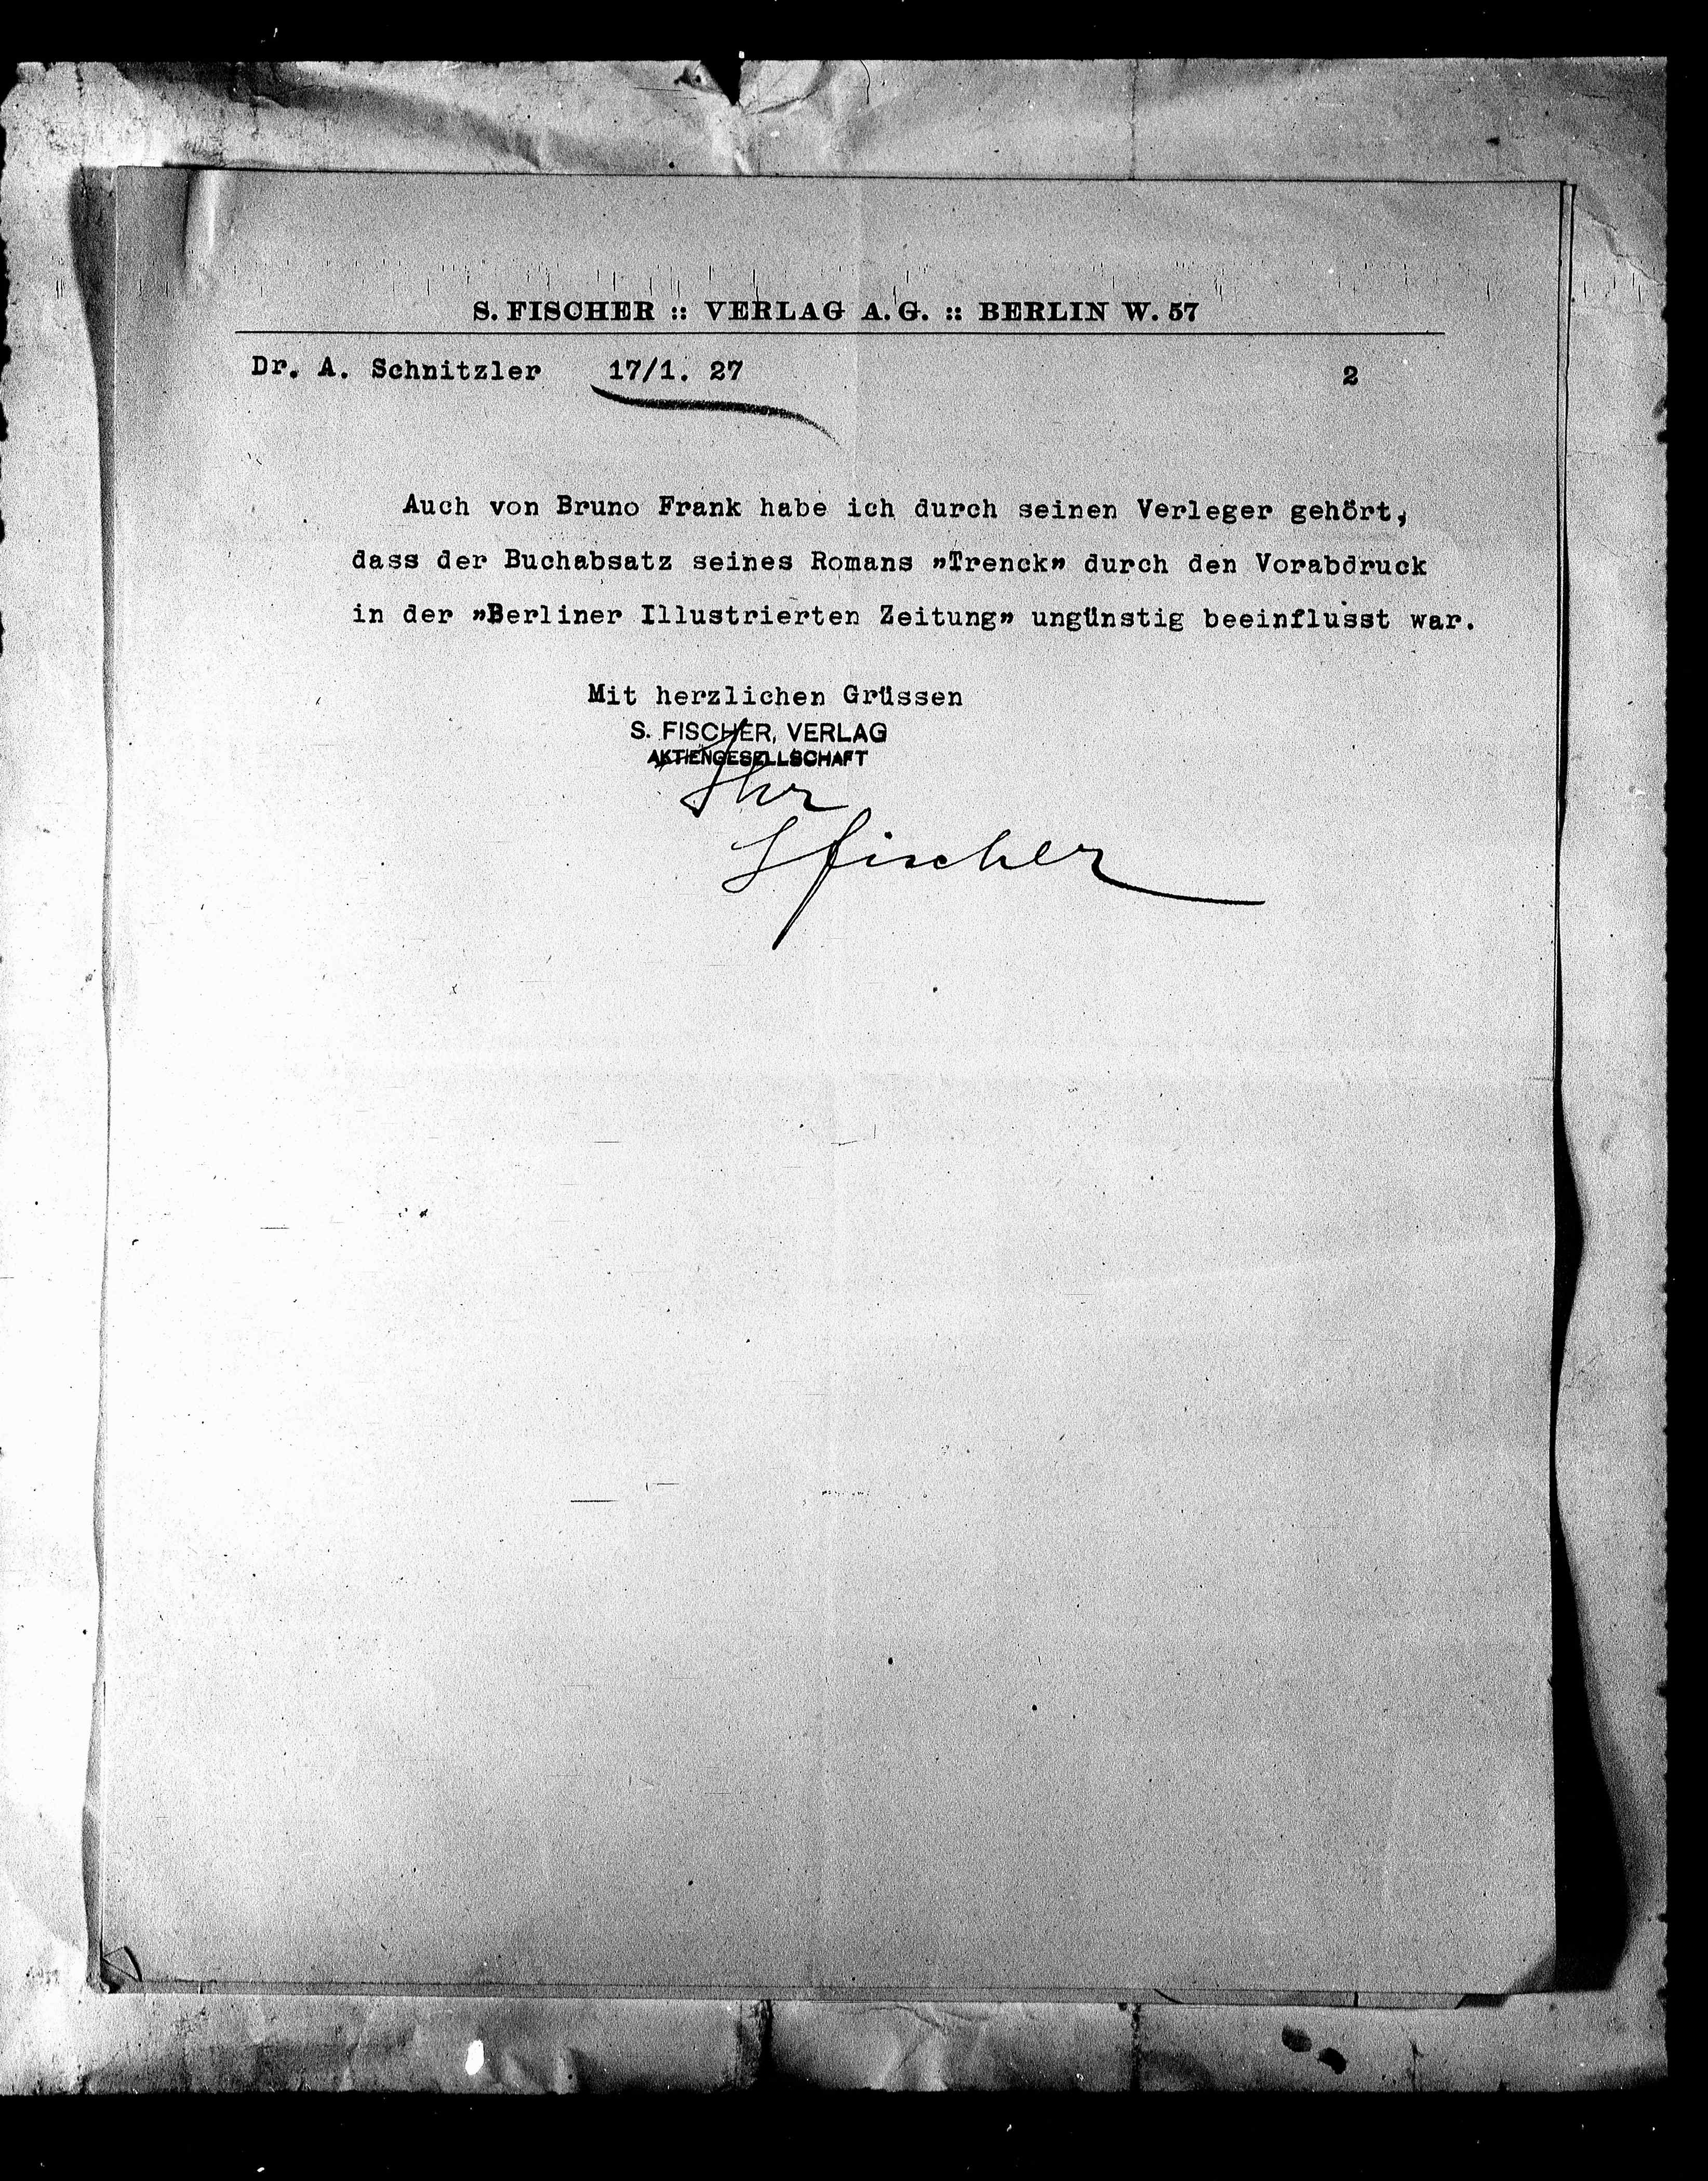 S. FISCHER :: VERLAG A.G. :: BERLIN W. 57
Dr. A. Schnitzler 17/1. 27 2
Auch von Bruno Frank habe ich durch seinen Verleger gehört,
dass der Buchabsatz seines Romans »Trenck» durch den Vorabdruck
in der »Berliner Illustrierten Zeitung» ungünstig beeinflusst war.
Mit herzlichen Grüssen
S. FISCHER, VERLAG
AKTIENGESELLSCHAFT
Ihr
S Fischer